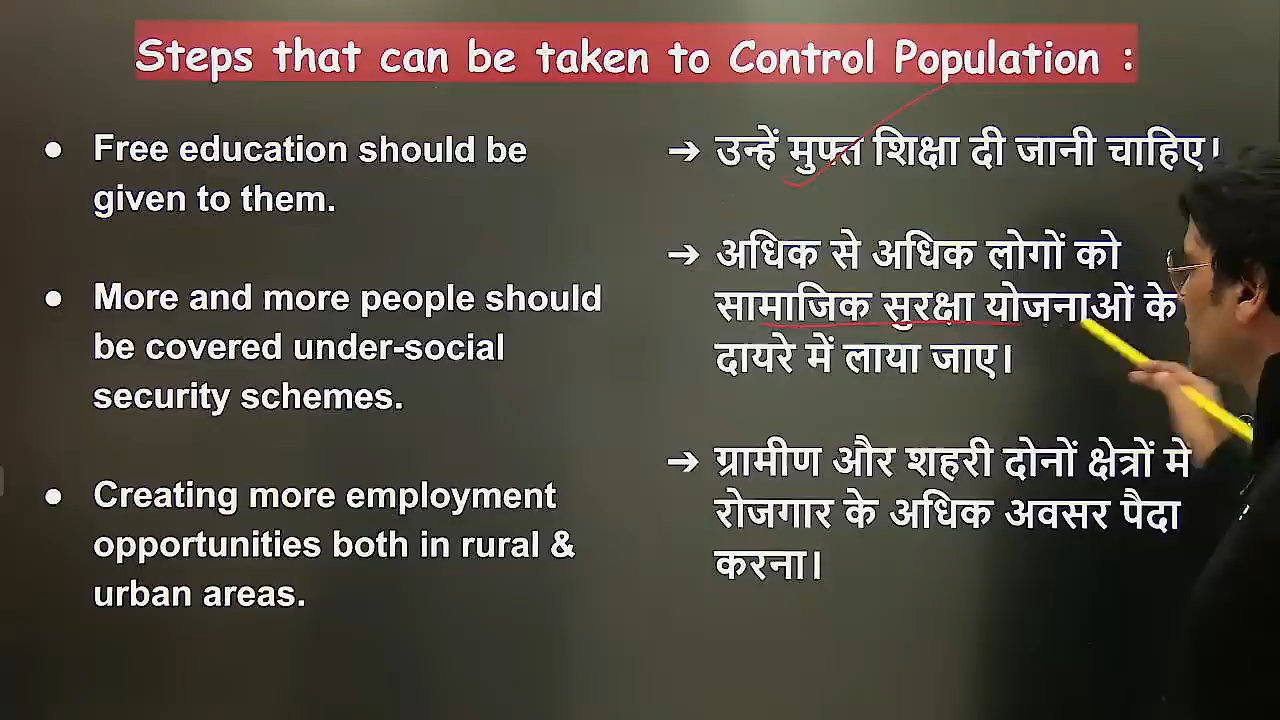 Steps that can be taken to Control Population :
● Free education should be
given to them.
● More and more people should
be covered under-social
security schemes.
● Creating more employment
opportunities both in rural &
urban areas.
→ उन्हें मुफ्त शिक्षा दी जानी चाहिए।
→ अधिक से अधिक लोगों को
सामाजिक सुरक्षा योजनाओं के
दायरे में लाया जाए।
→ ग्रामीण और शहरी दोनों क्षेत्रों मे
रोजगार के अधिक अवसर पैदा
करना।